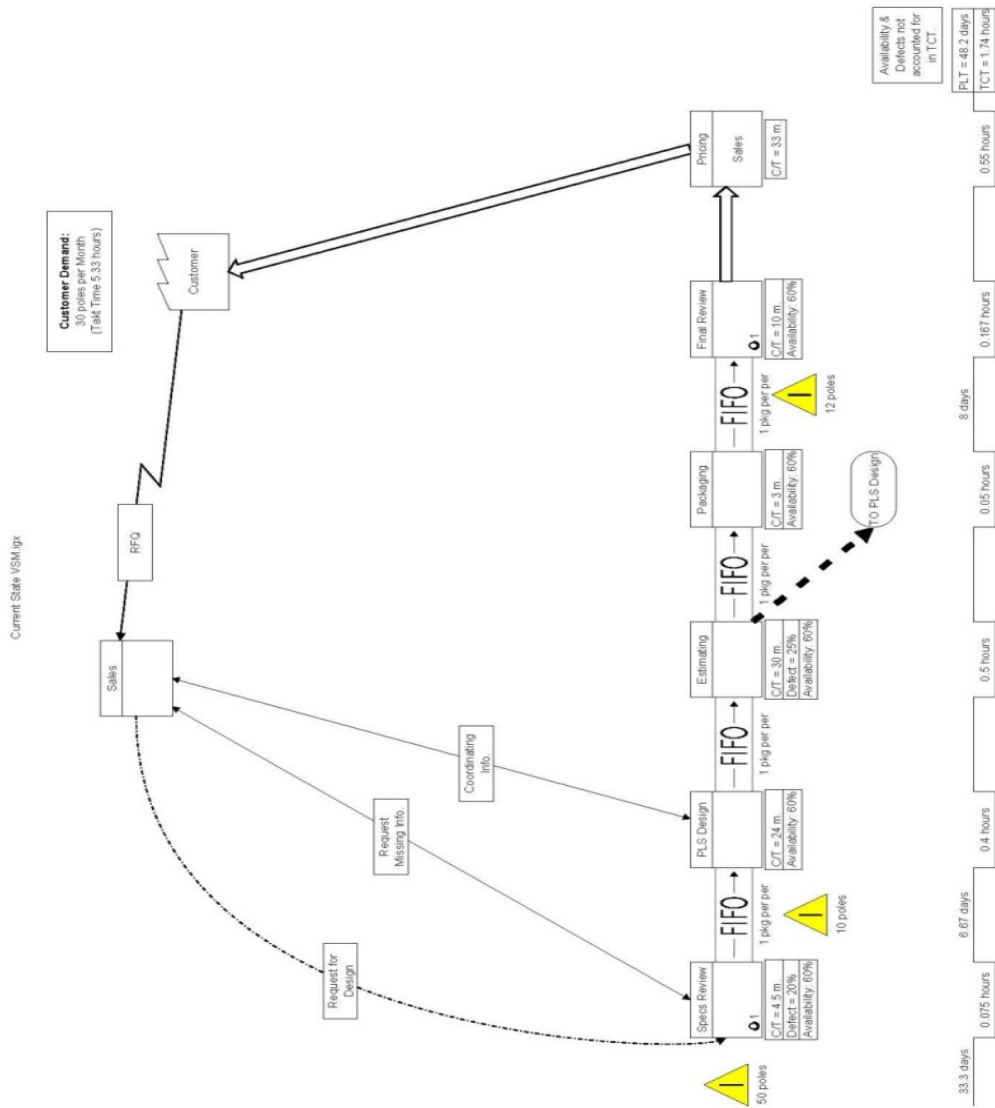 Current State VSM.igx
Customer Demand:
30 poles per Month
(Takt Time 5.33 hours)
Sales
RFQ
Customer
Request for
Design
Request
Missing Info.
Coordinating
Info.
50 poles
Specs Review
1
C/T = 4.5 m.
Defect = 20%
Availability: 60%
FIFO
1 pkg per per
10 poles
PLS Design
C/T = 24 m.
Availability: 60%
FIFO
1 pkg per per
Estimating
C/T = 30 m.
Defect = 25%
Availability: 60%
FIFO
1 pkg per per
Packaging
C/T = 3 m.
Availability: 60%
FIFO
1 pkg per per
12 poles
Final Review
1
C/T = 10 m.
Availability: 60%
Pricing
Sales
C/T = 33 m.
TO PLS Design
Availability &
Defects not
accounted for
in TCT.
33.3 days
0.075 hours
6.67 days
0.4 hours
0.5 hours
0.05 hours
8 days
0.167 hours
0.55 hours
PLT = 48.2 days
TCT = 1.74 hours